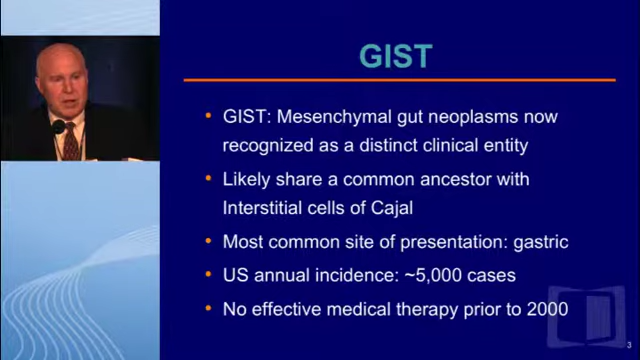 GIST
• GIST: Mesenchymal gut neoplasms now
recognized as a distinct clinical entity
• Likely share a common ancestor with
Interstitial cells of Cajal
• Most common site of presentation: gastric
• US annual incidence: ~5,000 cases
• No effective medical therapy prior to 2000
3